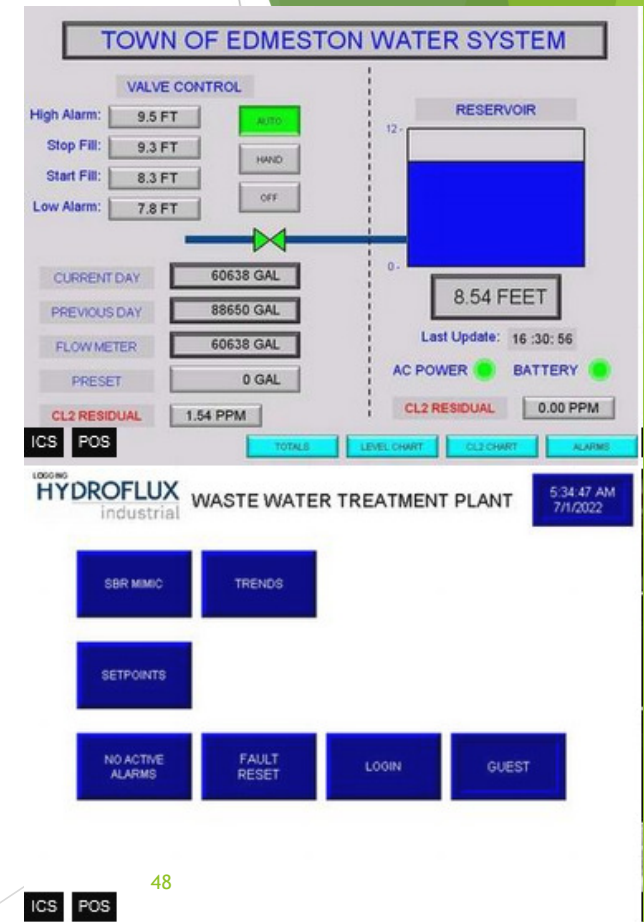 TOWN OF EDMESTON WATER SYSTEM
VALVE CONTROL
High Alarm: 9.5 FT
Stop Fill: 9.3 FT
Start Fill: 8.3 FT
Low Alarm: 7.8 FT
AUTO
HAND
OFF
CURRENT DAY 60638 GAL
PREVIOUS DAY 88650 GAL
FLOW METER 60638 GAL
PRESET 0 GAL
CL2 RESIDUAL 1.54 PPM
RESERVOIR
12 -
0 -
8.54 FEET
Last Update: 16 :30: 56
AC POWER BATTERY
CL2 RESIDUAL 0.00 PPM
ICS POS
TOTALS LEVEL CHART CL2 CHART ALARMS
LOGO NO
HYDROFLUX
industrial
WASTE WATER TREATMENT PLANT
5:34:47 AM
7/1/2022
SBR MIMIC TRENDS
SETPOINTS
NO ACTIVE
ALARMS
FAULT
RESET
LOGIN
GUEST
48
ICS POS